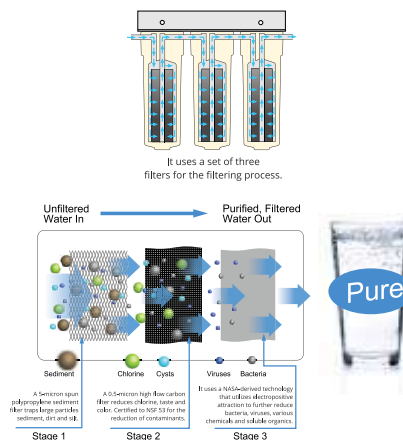 It uses a set of three
filters for the filtering process.
Unfiltered
Water In
Purified, Filtered
Water Out
Pure
Sediment
Chlorine
Cysts
Viruses
Bacteria
A 5-micron spun
polypropylene sediment
filter traps large particles
sediment, dirt and silt.
Stage 1
A 0.5-micron high flow carbon
filter reduces chlorine, taste and
color. Certified to NSF 53 for the
reduction of contaminants.
Stage 2
It uses a NASA-derived technology
that utilizes electropositive
attraction to further reduce
bacteria, viruses, various
chemicals and soluble organics.
Stage 3